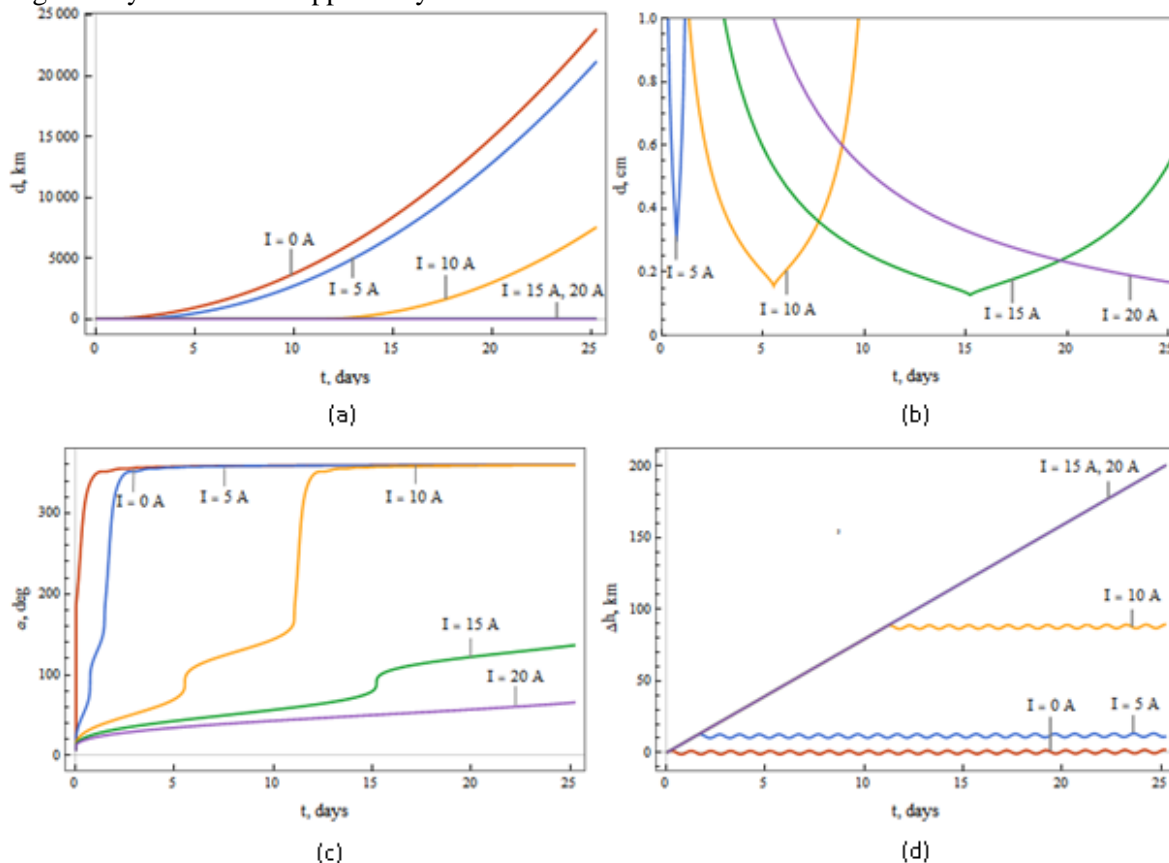 25 000
20 000
15 000
10 000
5000
0
d, km
I = 0 A
I = 5 A
I = 10 A
I = 15 A, 20 A
0 5 10 15 20 25
t, days
(a)
1.0
0.8
0.6
0.4
0.2
0
d, cm
I = 5 A
I = 10 A
I = 15 A
I = 20 A
0 5 10 15 20 25
t, days
(b)
300
200
100
0
α, deg
I = 0 A
I = 5 A
I = 10 A
I = 15 A
I = 20 A
0 5 10 15 20 25
t, days
(c)
200
150
100
50
0
Δh, km
I = 15 A, 20 A
I = 10 A
I = 0 A
I = 5 A
0 5 10 15 20 25
t, days
(d)